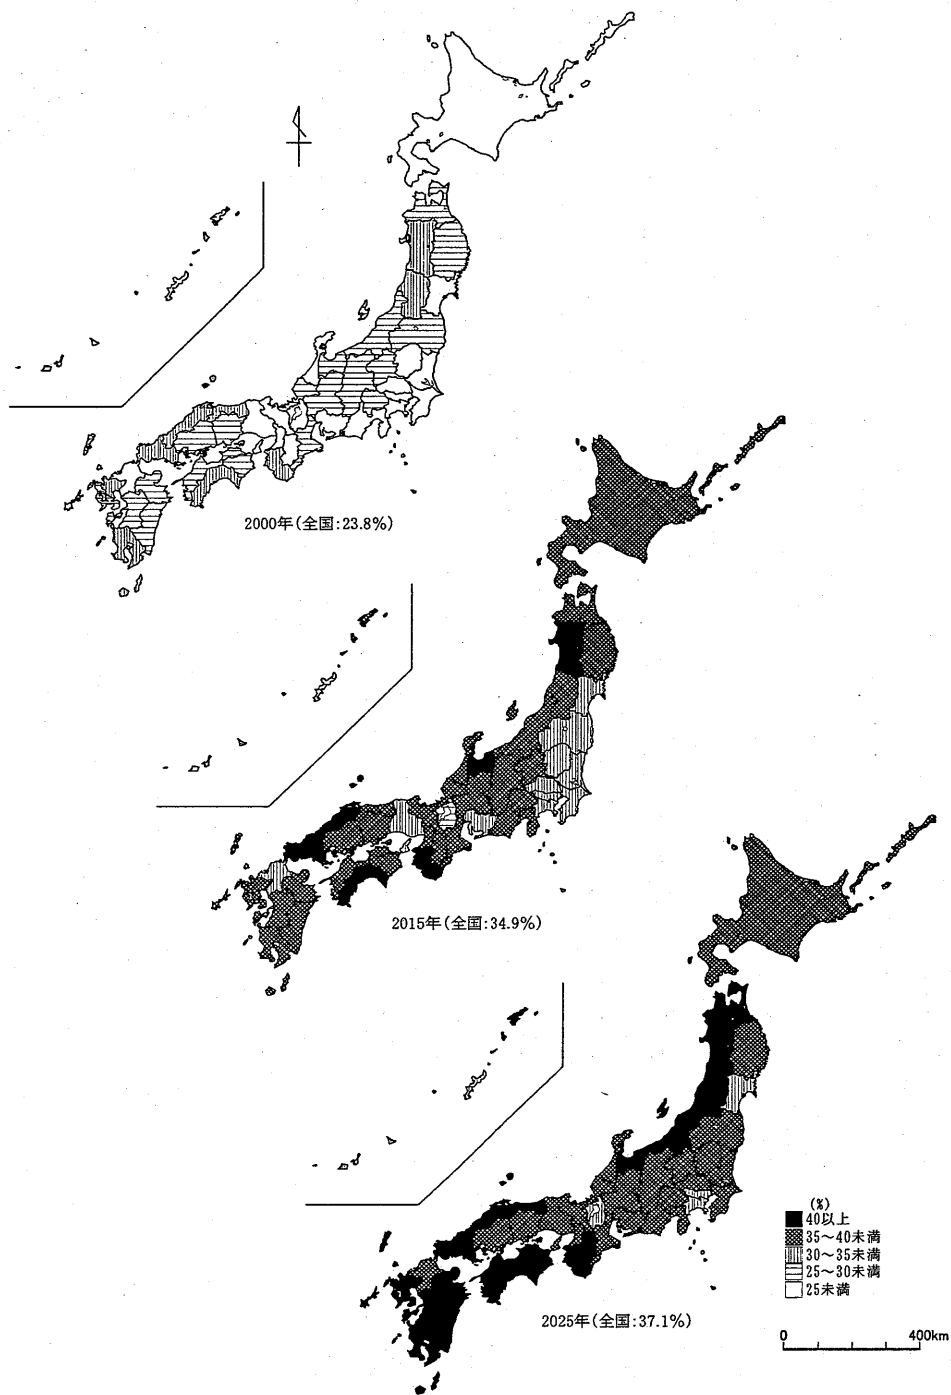 2000年(全国:23.8%)
2015年(全国:34.9%)
2025年(全国:37.1%)
(%)
40以上
35~40未満
30~35未満
25~30未満
25未満
0 400km